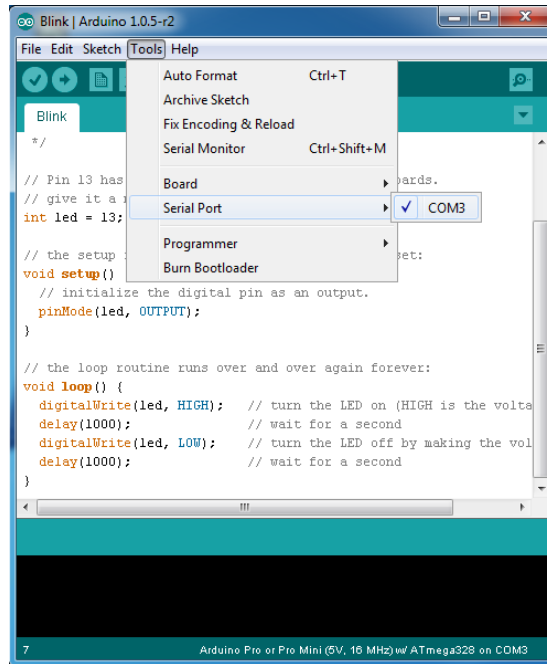 Blink | Arduino 1.0.5-r2
File Edit Sketch Tools Help
Auto Format Ctrl+T
Archive Sketch
Fix Encoding & Reload
Serial Monitor Ctrl+Shift+M
Board
Serial Port
COM3
Programmer
Burn Bootloader
Blink
*/
// Pin 13 has ards.
// give it a
int led = 13;
// the setup set:
void setup()
// initialize the digital pin as an output.
pinMode(led, OUTPUT);
}
// the loop routine runs over and over again forever:
void loop() {
digitalWrite(led, HIGH); // turn the LED on (HIGH is the volta
delay(1000); // wait for a second
digitalWrite(led, LOW); // turn the LED off by making the vol
delay(1000); // wait for a second
}
7 Arduino Pro or Pro Mini (5V, 16 MHz) w/ ATmega328 on COM3